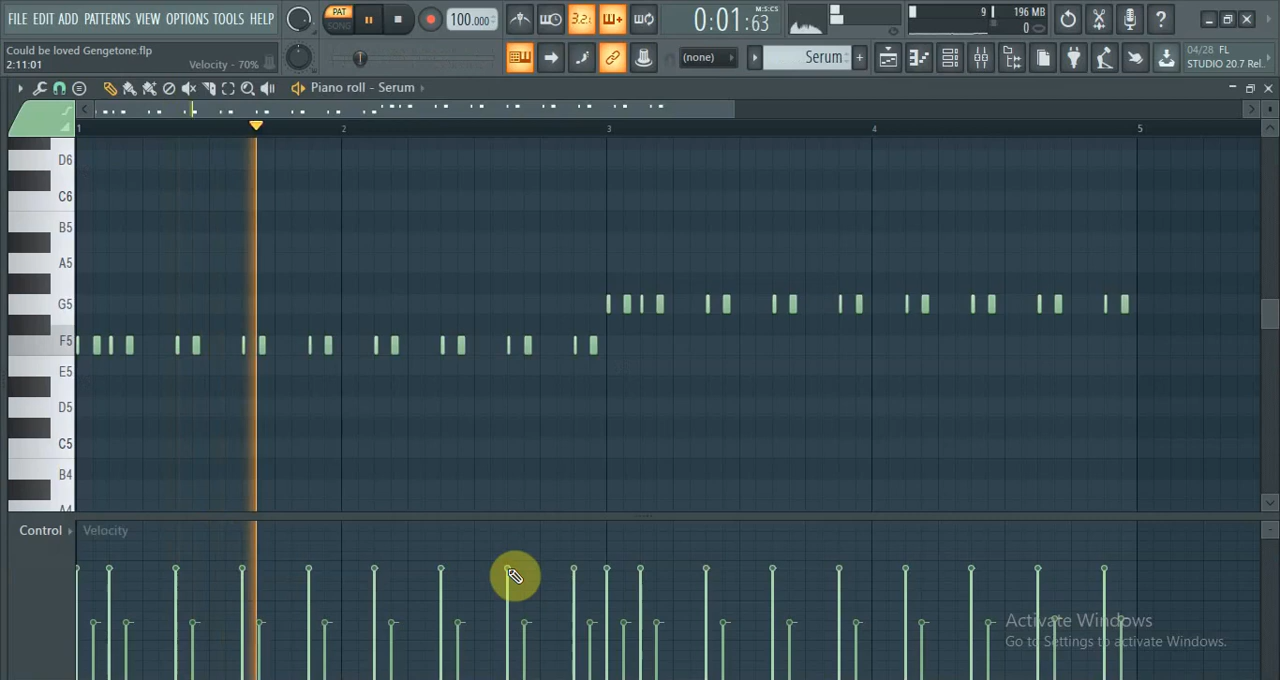 FILE EDIT ADD PATTERNS VIEW OPTIONS TOOLS HELP
PAT
SONG
100.000
3.2
0:01:63
M:S:CS
9
196 MB
0
Could be loved Gengetone.flp
2:11:01
Velocity - 70%
(none)
Serum
04/28 FL
STUDIO 20.7 Rel..
Piano roll - Serum
1
2
3
4
5
D6
C6
B5
A5
G5
F5
E5
D5
C5
B4
A4
Control
Velocity
Activate Windows
Go to Settings to activate Windows.